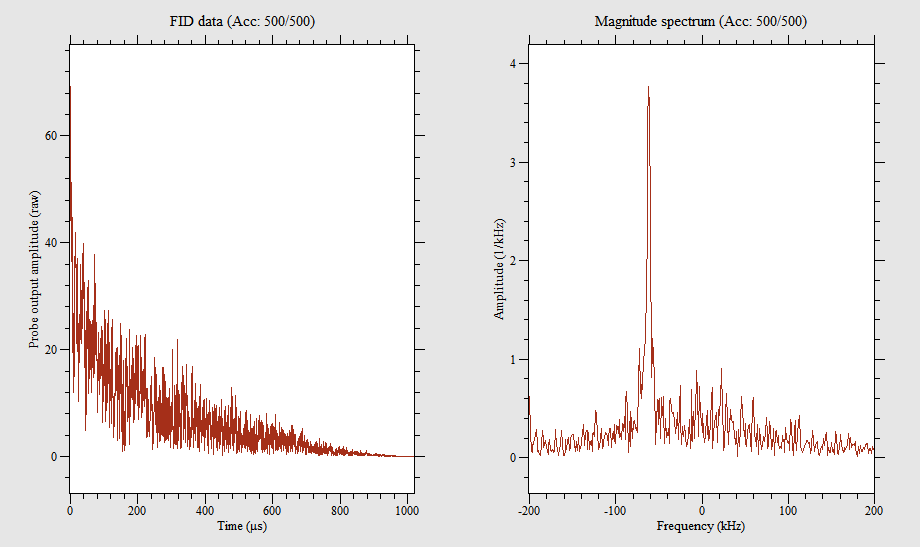 FID data (Acc: 500/500)
Probe output amplitude (raw)
60
40
20
0
0 200 400 600 800 1000
Time (µs)
Magnitude spectrum (Acc: 500/500)
Amplitude (1/kHz)
4
3
2
1
0
-200 -100 0 100 200
Frequency (kHz)